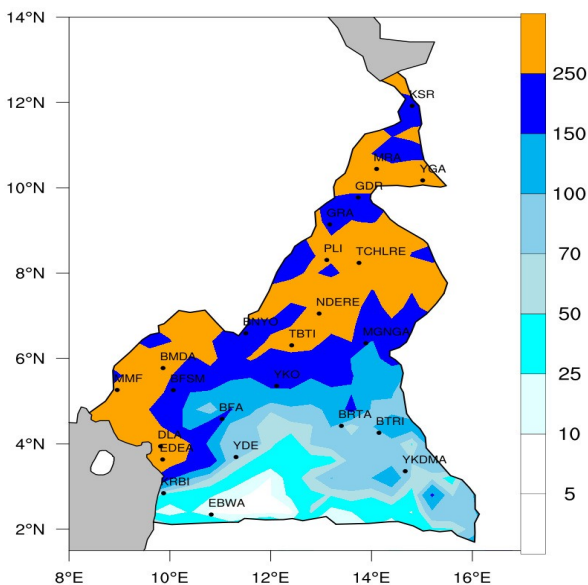 14°N
250
KSR
12°N
150
MRA
YGA
10°N
GDR
100
GRA
PLI
TCHLRE
8°N
70
NDERE
BNYO
TBTI
MGNGA
50
6°N
BMDA
MMF
BFSM
YKO
25
BFA
BRTA
BTRI
10
4°N
DLA
EDEA
YDE
YKDMA
KRBI
5
EBWA
2°N
8°E
10°E
12°E
14°E
16°E